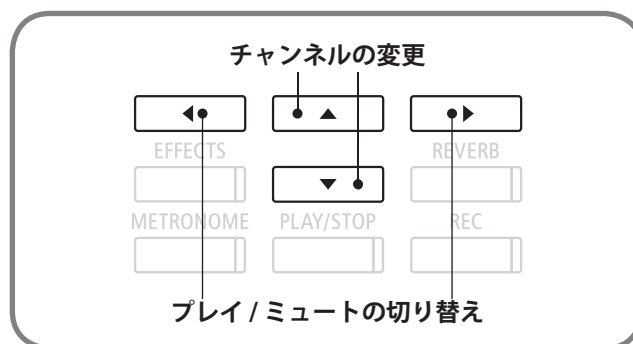 チャンネルの変更
EFFECTS
REVERB
METRONOME
PLAY/STOP
REC
プレイ / ミュートの切り替え